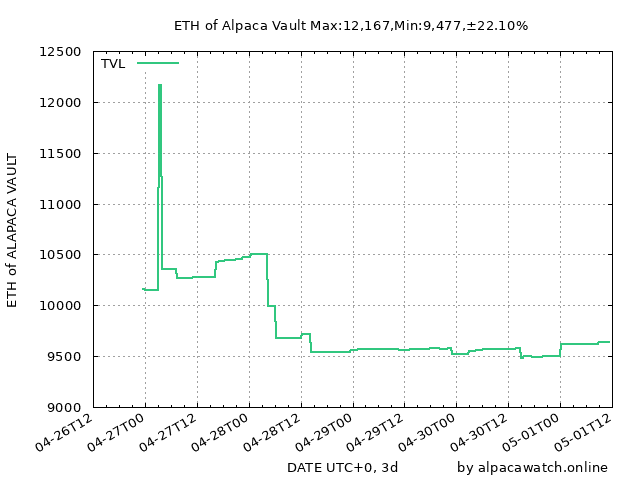 ETH of Alpaca Vault Max:12,167,Min:9,477,±22.10%
TVL
12500
12000
11500
11000
10500
10000
9500
9000
ETH of ALAPACA VAULT
04-26T12
04-27T00
04-27T12
04-28T00
04-28T12
04-29T00
04-29T12
04-30T00
04-30T12
05-01T00
05-01T12
DATE UTC+0, 3d
by alpacawatch.online